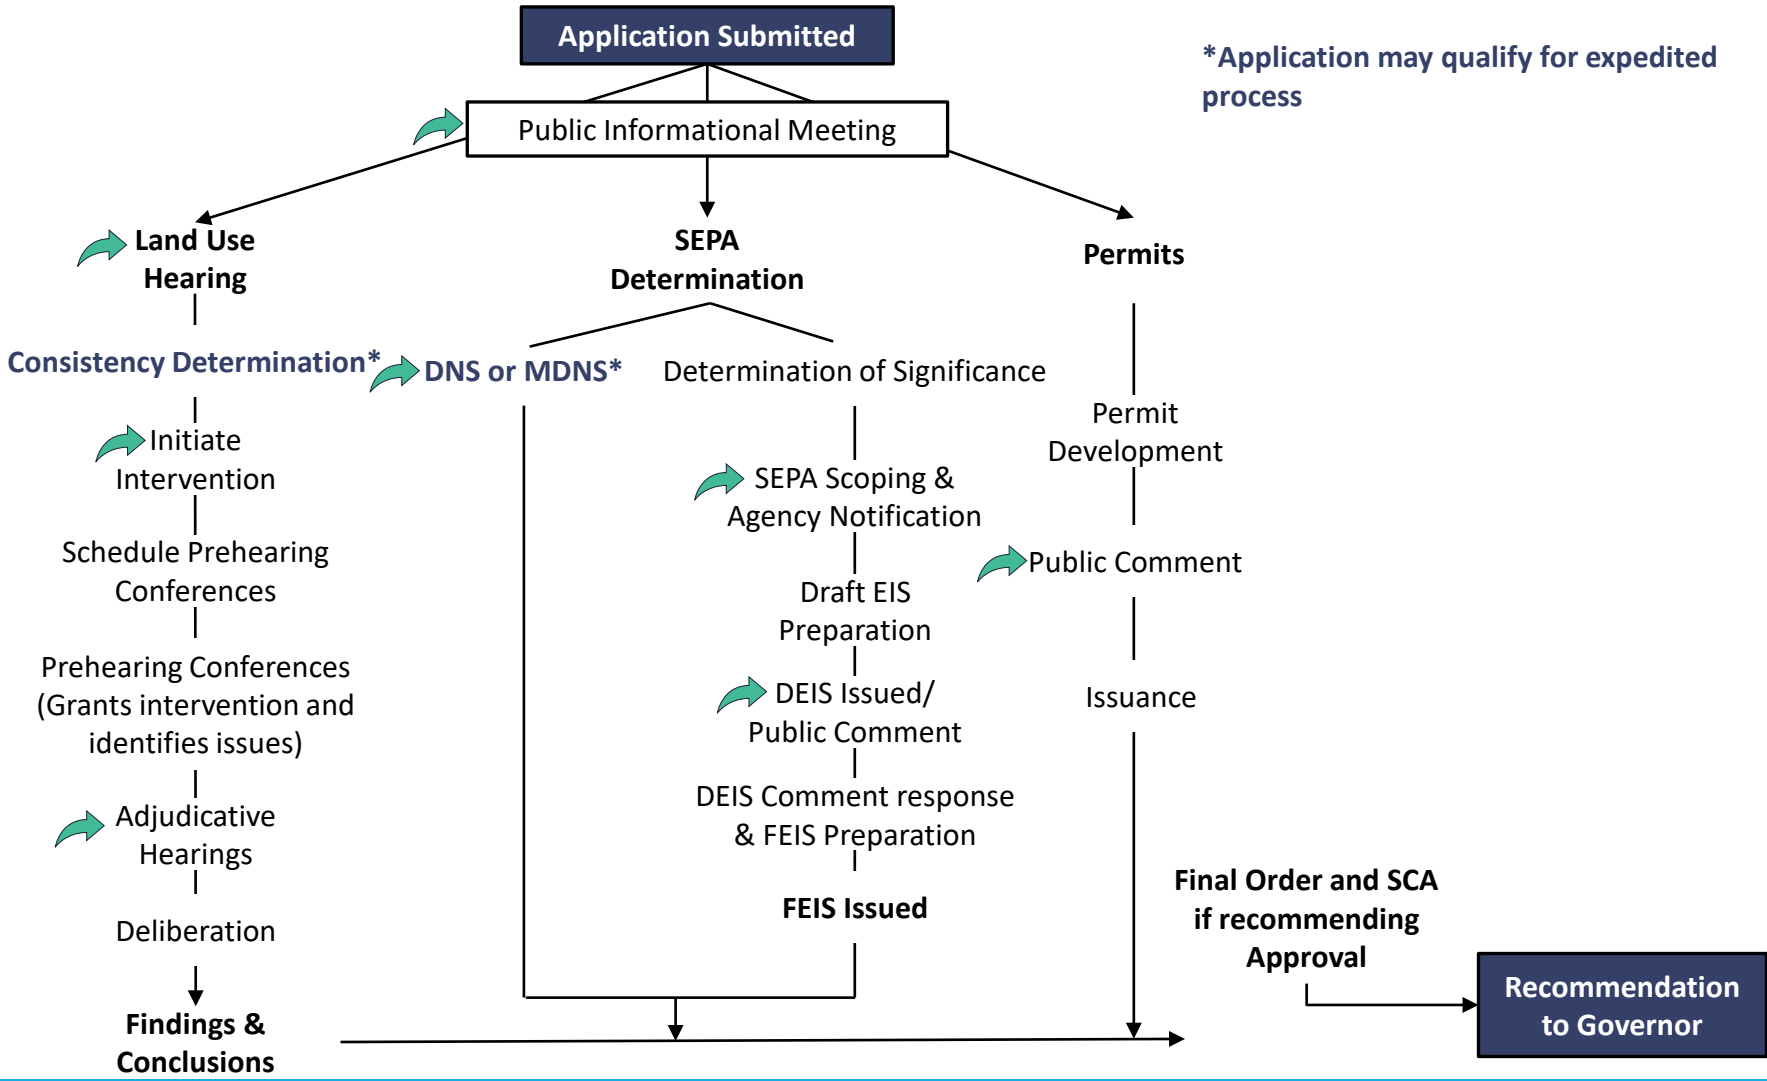 Application Submitted
*Application may qualify for expedited
process
Public Informational Meeting
Land Use
Hearing
Consistency Determination*
Initiate
Intervention
Schedule Prehearing
Conferences
Prehearing Conferences
(Grants intervention and
identifies issues)
Adjudicative
Hearings
Deliberation
Findings &
Conclusions
SEPA
Determination
DNS or MDNS*
Determination of Significance
SEPA Scoping &
Agency Notification
Draft EIS
Preparation
DEIS Issued/
Public Comment
DEIS Comment response
& FEIS Preparation
FEIS Issued
Permits
Permit
Development
Public Comment
Issuance
Final Order and SCA
if recommending
Approval
Recommendation
to Governor